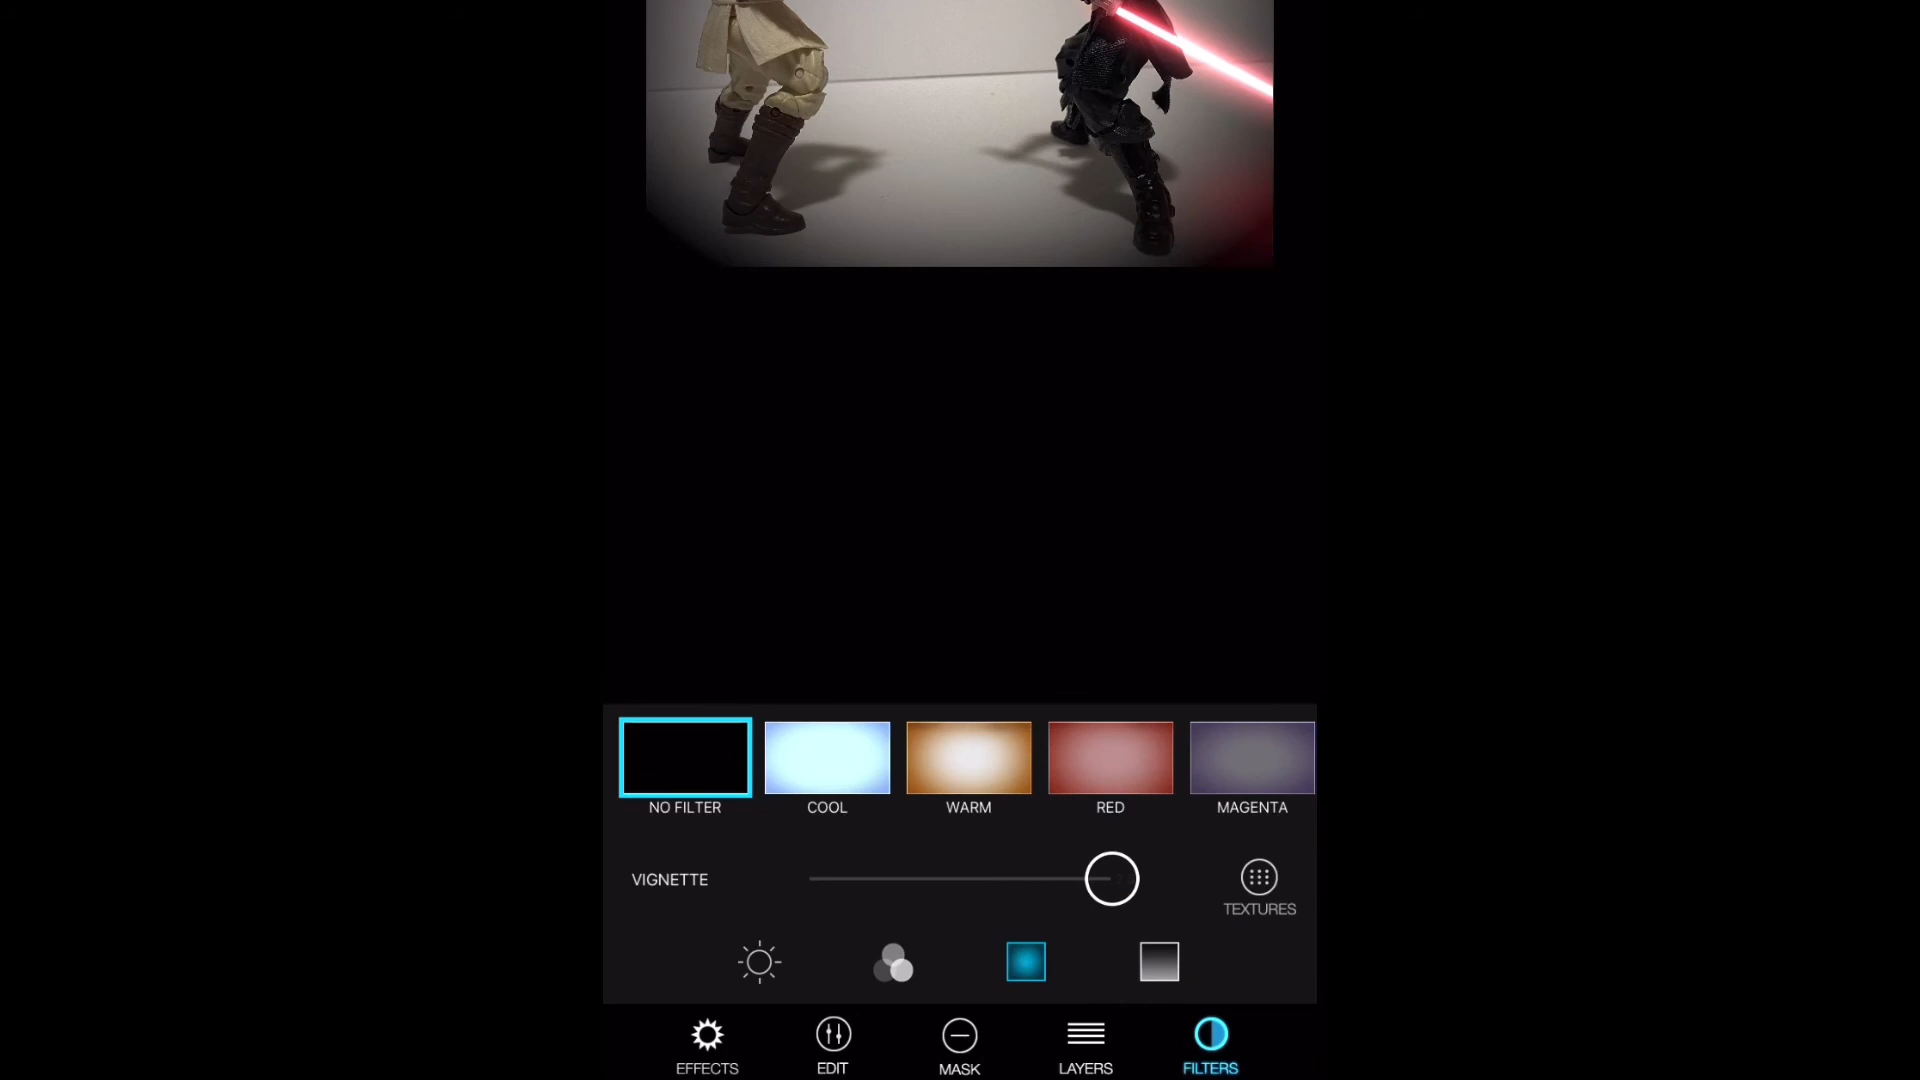 NO FILTER COOL WARM RED MAGENTA
VIGNETTE
TEXTURES
EFFECTS EDIT MASK LAYERS FILTERS